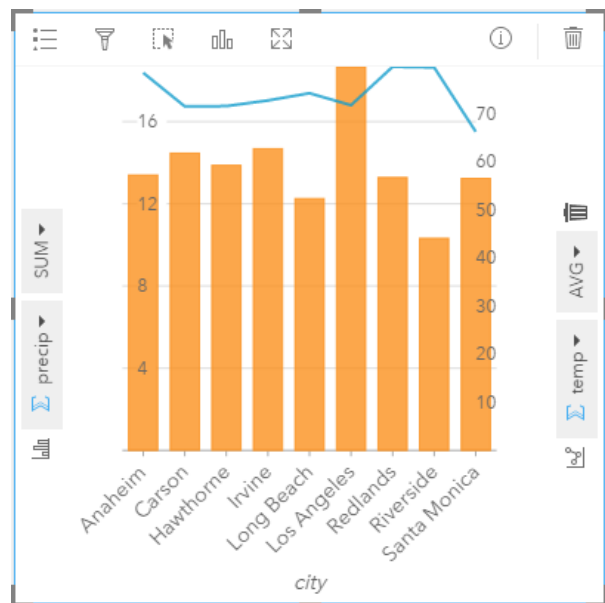 16
12
8
4
70
60
50
40
30
20
10
SUM
precip
AVG
temp
Anaheim
Carson
Hawthorne
Irvine
Long Beach
Los Angeles
Redlands
Riverside
Santa Monica
city